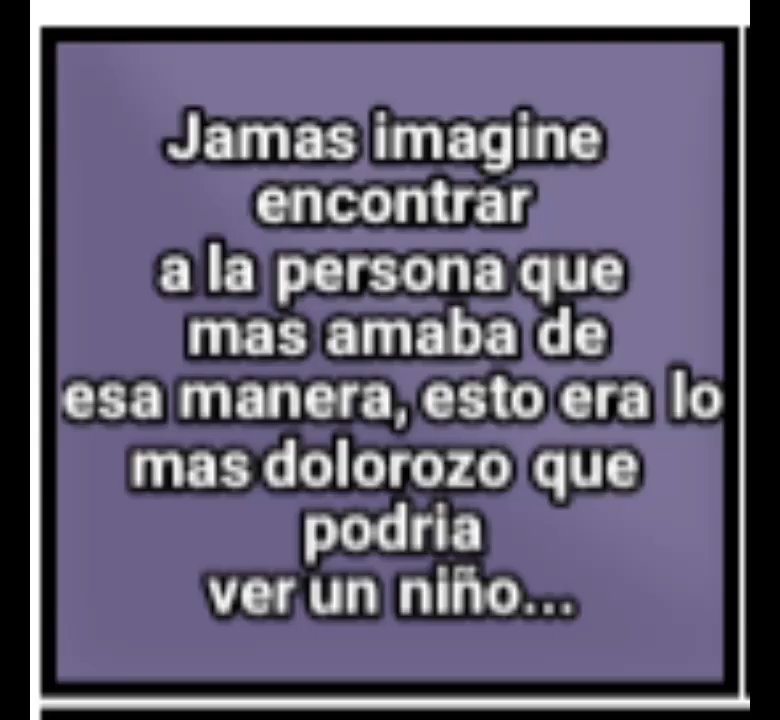 Jamas imagine
encontrar
a la persona que
mas amaba de
esa manera, esto era lo
mas dolorozo que
podria
ver un niño...